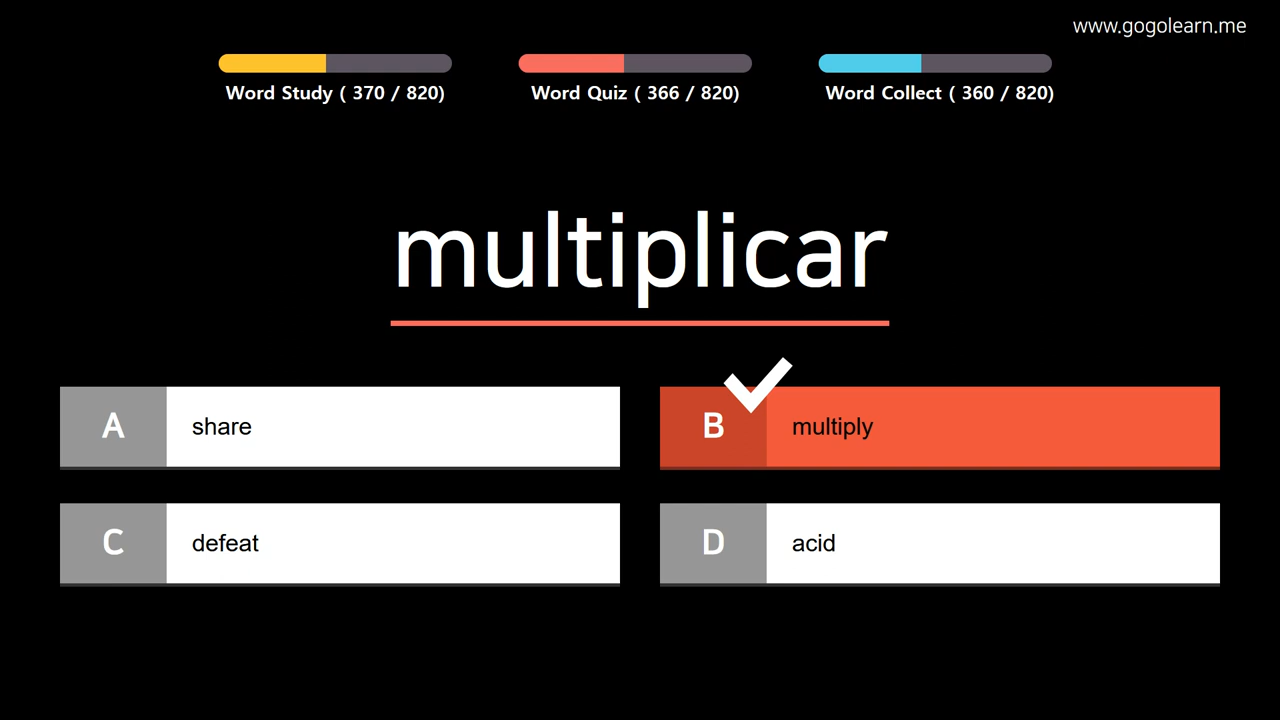 www.gogolearn.me
Word Study ( 370 / 820)
Word Quiz ( 366 / 820)
Word Collect ( 360 / 820)
multiplicar
A share
B multiply
C defeat
D acid